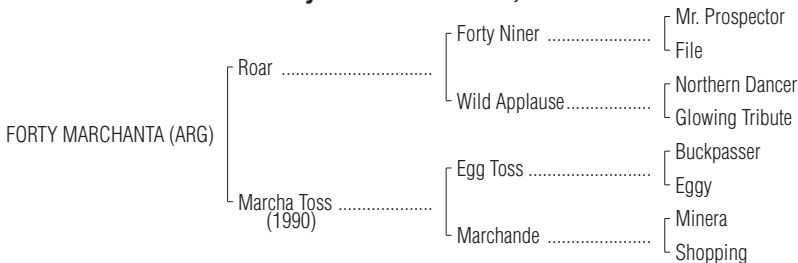 Mr. Prospector
Forty Niner
File
Roar
Northern Dancer
Wild Applause
Glowing Tribute
FORTY MARCHANTA (ARG)
Buckpasser
Egg Toss
Eggy
Marcha Toss
(1990)
Minera
Marchande
Shopping